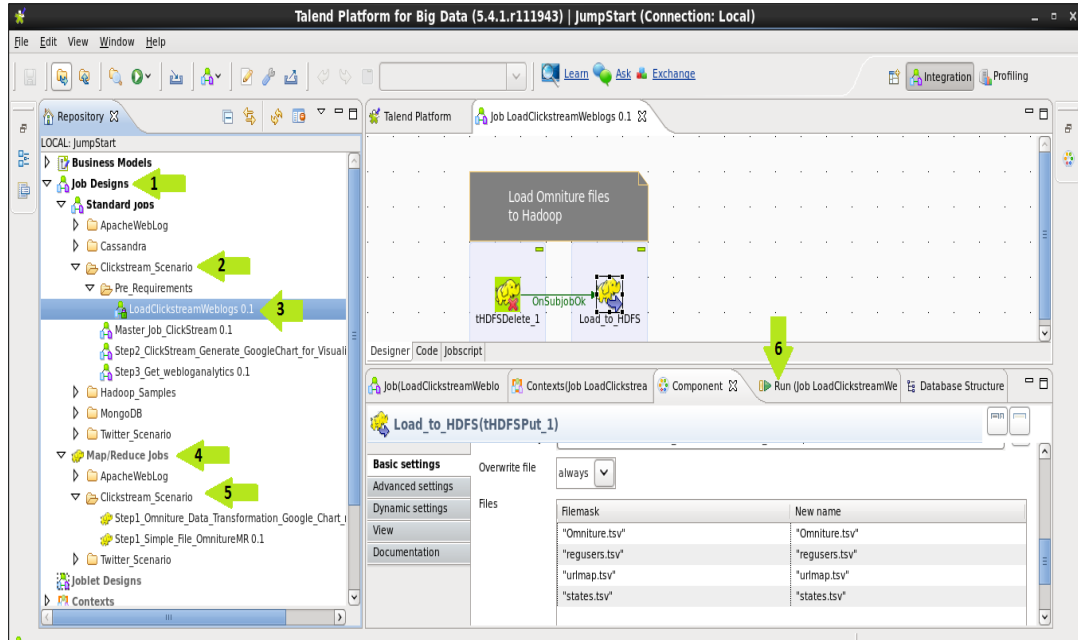 Talend Platform for Big Data (5.4.1.r111943) | JumpStart (Connection: Local)
File Edit View Window Help
Learn Ask Exchange
Integration Profiling
Repository
LOCAL: JumpStart
Business Models
Job Designs 1
Standard Jobs
ApacheWebLog
Cassandra
Clickstream_Scenario 2
Pre_Requirements
LoadClickstreamWeblogs 0.1 3
Master_Job_ClickStream 0.1
Step2_ClickStream_Generate_GoogleChart_for_Visuali
Step3_Get_webloganalytics 0.1
Hadoop_Samples
MongoDB
Twitter_Scenario
Map/Reduce Jobs 4
ApacheWebLog
Clickstream_Scenario 5
Step1_Omniture_Data_Transformation_Google_Chart_
Step1_Simple_File_OmnitureMR 0.1
Twitter_Scenario
Joblet Designs
Contexts
Talend Platform
Job LoadClickstreamWeblogs 0.1
Load Omniture files
to Hadoop
OnSubjobOk
tHDFSDelete_1
Load_to_HDFS
Designer Code Jobscript
6
Job(LoadClickstreamWeblo
Contexts(Job LoadClickstrea
Component
Run (Job LoadClickstreamWe
Database Structure
Load_to_HDFS(tHDFSPut_1)
Basic settings
Advanced settings
Dynamic settings
View
Documentation
Overwrite file always
Files
Filemask New name
"Omniture.tsv" "Omniture.tsv"
"regusers.tsv" "regusers.tsv"
"urlmap.tsv" "urlmap.tsv"
"states.tsv" "states.tsv"